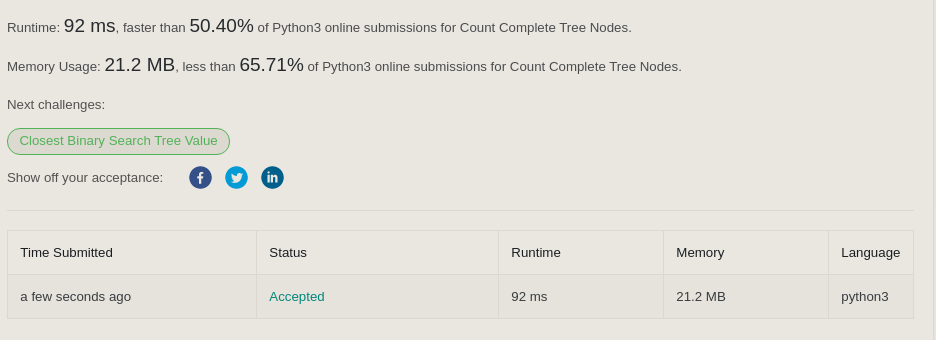 Runtime: 92 ms, faster than 50.40% of Python3 online submissions for Count Complete Tree Nodes.
Memory Usage: 21.2 MB, less than 65.71% of Python3 online submissions for Count Complete Tree Nodes.
Next challenges:
Closest Binary Search Tree Value
Show off your acceptance: f in
Time Submitted Status Runtime Memory Language
a few seconds ago Accepted 92 ms 21.2 MB python3